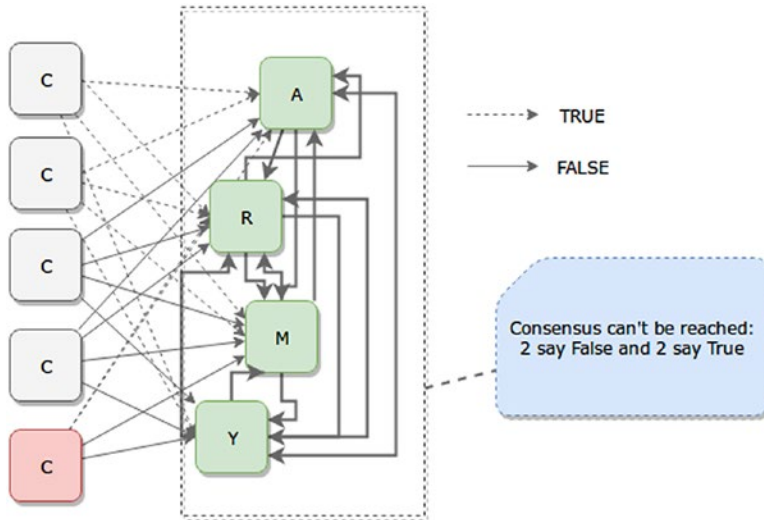 C
C
C
C
C
A
R
M
Y
TRUE
FALSE
Consensus can't be reached:
2 say False and 2 say True